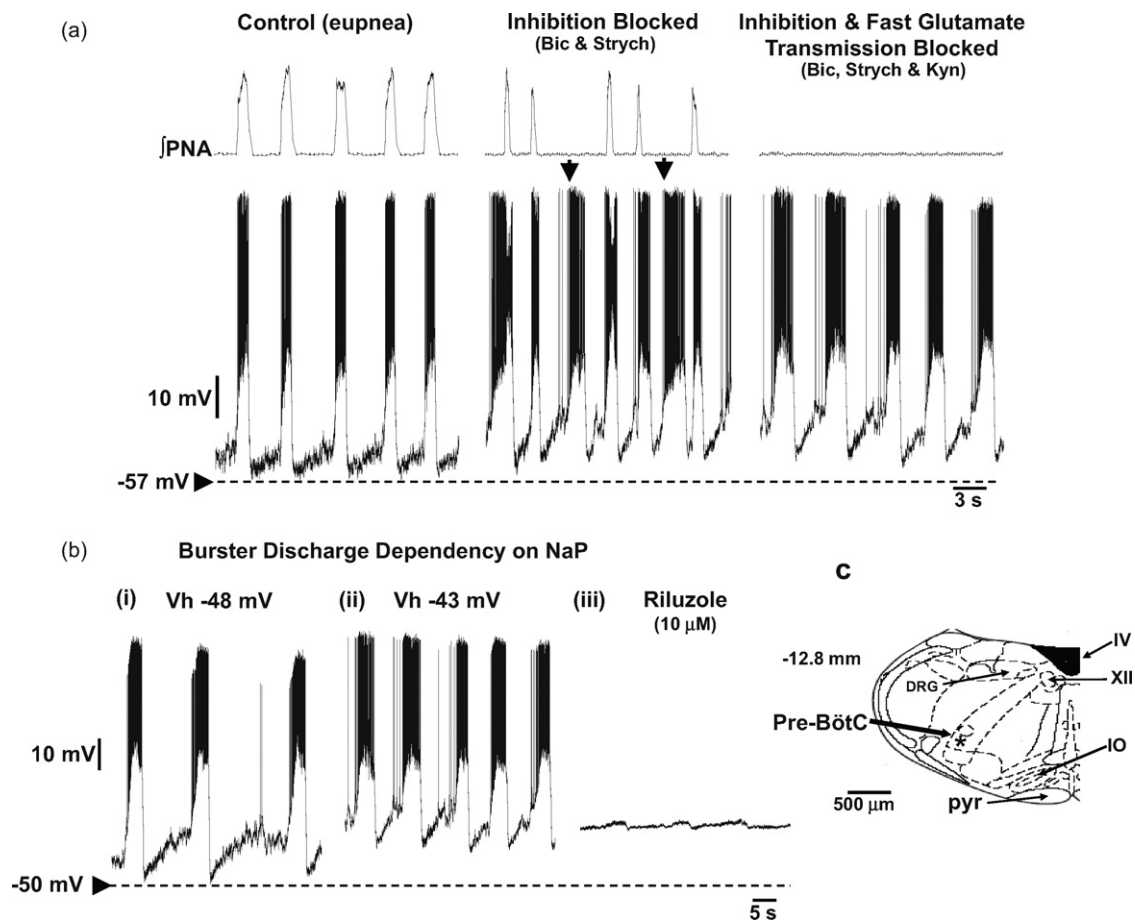 (a)
Control (eupnea)
Inhibition Blocked
(Bic & Strych)
Inhibition & Fast Glutamate
Transmission Blocked
(Bic, Strych & Kyn)
∫PNA
10 mV
-57 mV
3 s
(b)
Burster Discharge Dependency on NaP
(i)
Vh -48 mV
(ii)
Vh -43 mV
(iii)
Riluzole
(10 μM)
10 mV
-50 mV
5 s
c
-12.8 mm
IV
XII
DRG
Pre-BötC
*
IO
500 μm
pyr